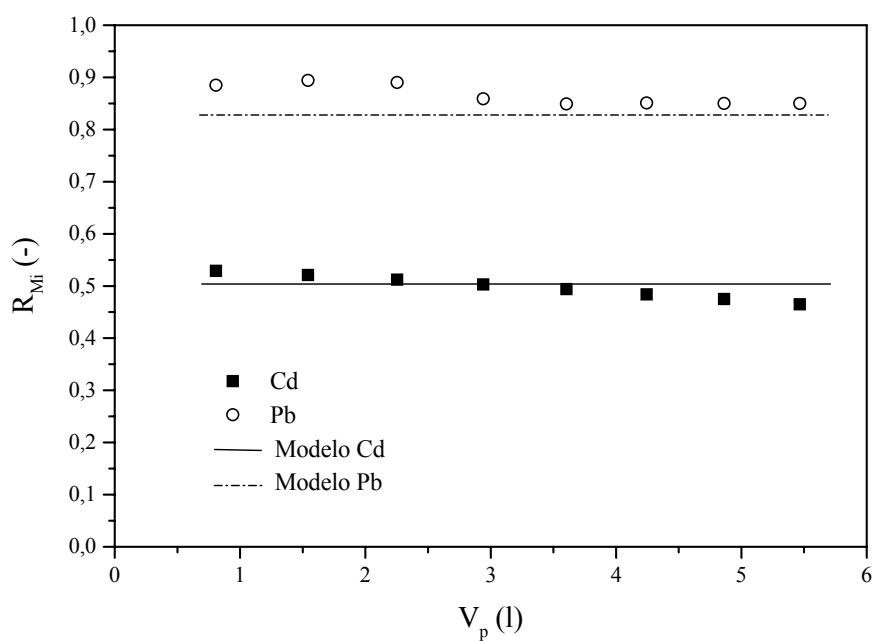 1,0
0,9
0,8
0,7
0,6
0,5
0,4
0,3
0,2
0,1
0,0
R_Mi (-)
Cd
Pb
Modelo Cd
Modelo Pb
0 1 2 3 4 5 6
V_p (l)